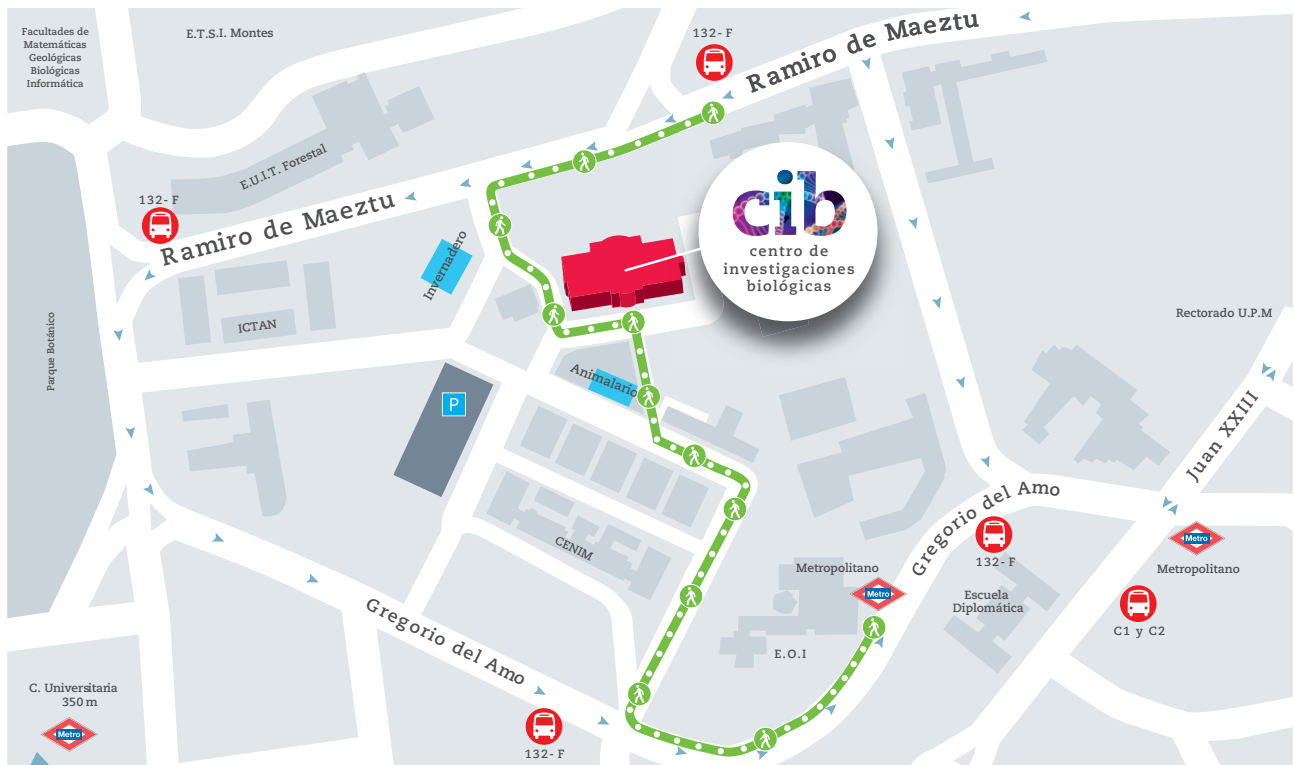 Facultades de
Matemáticas
Geológicas
Biológicas
Informática
E.T.S.I. Montes
132- F
Ramiro de Maeztu
E.U.I.T. Forestal
132- F
Ramiro de Maeztu
Invernadero
cib
centro de
investigaciones
biológicas
ICTAN
Parque Botánico
Rectorado U.P.M
Animalario
P
Juan XXIII
CENIM
Gregorio del Amo
132- F
Metropolitano
Metro
Metro
Metropolitano
Escuela
Diplomática
C1 y C2
E.O.I
Gregorio del Amo
C. Universitaria
350 m
Metro
132- F